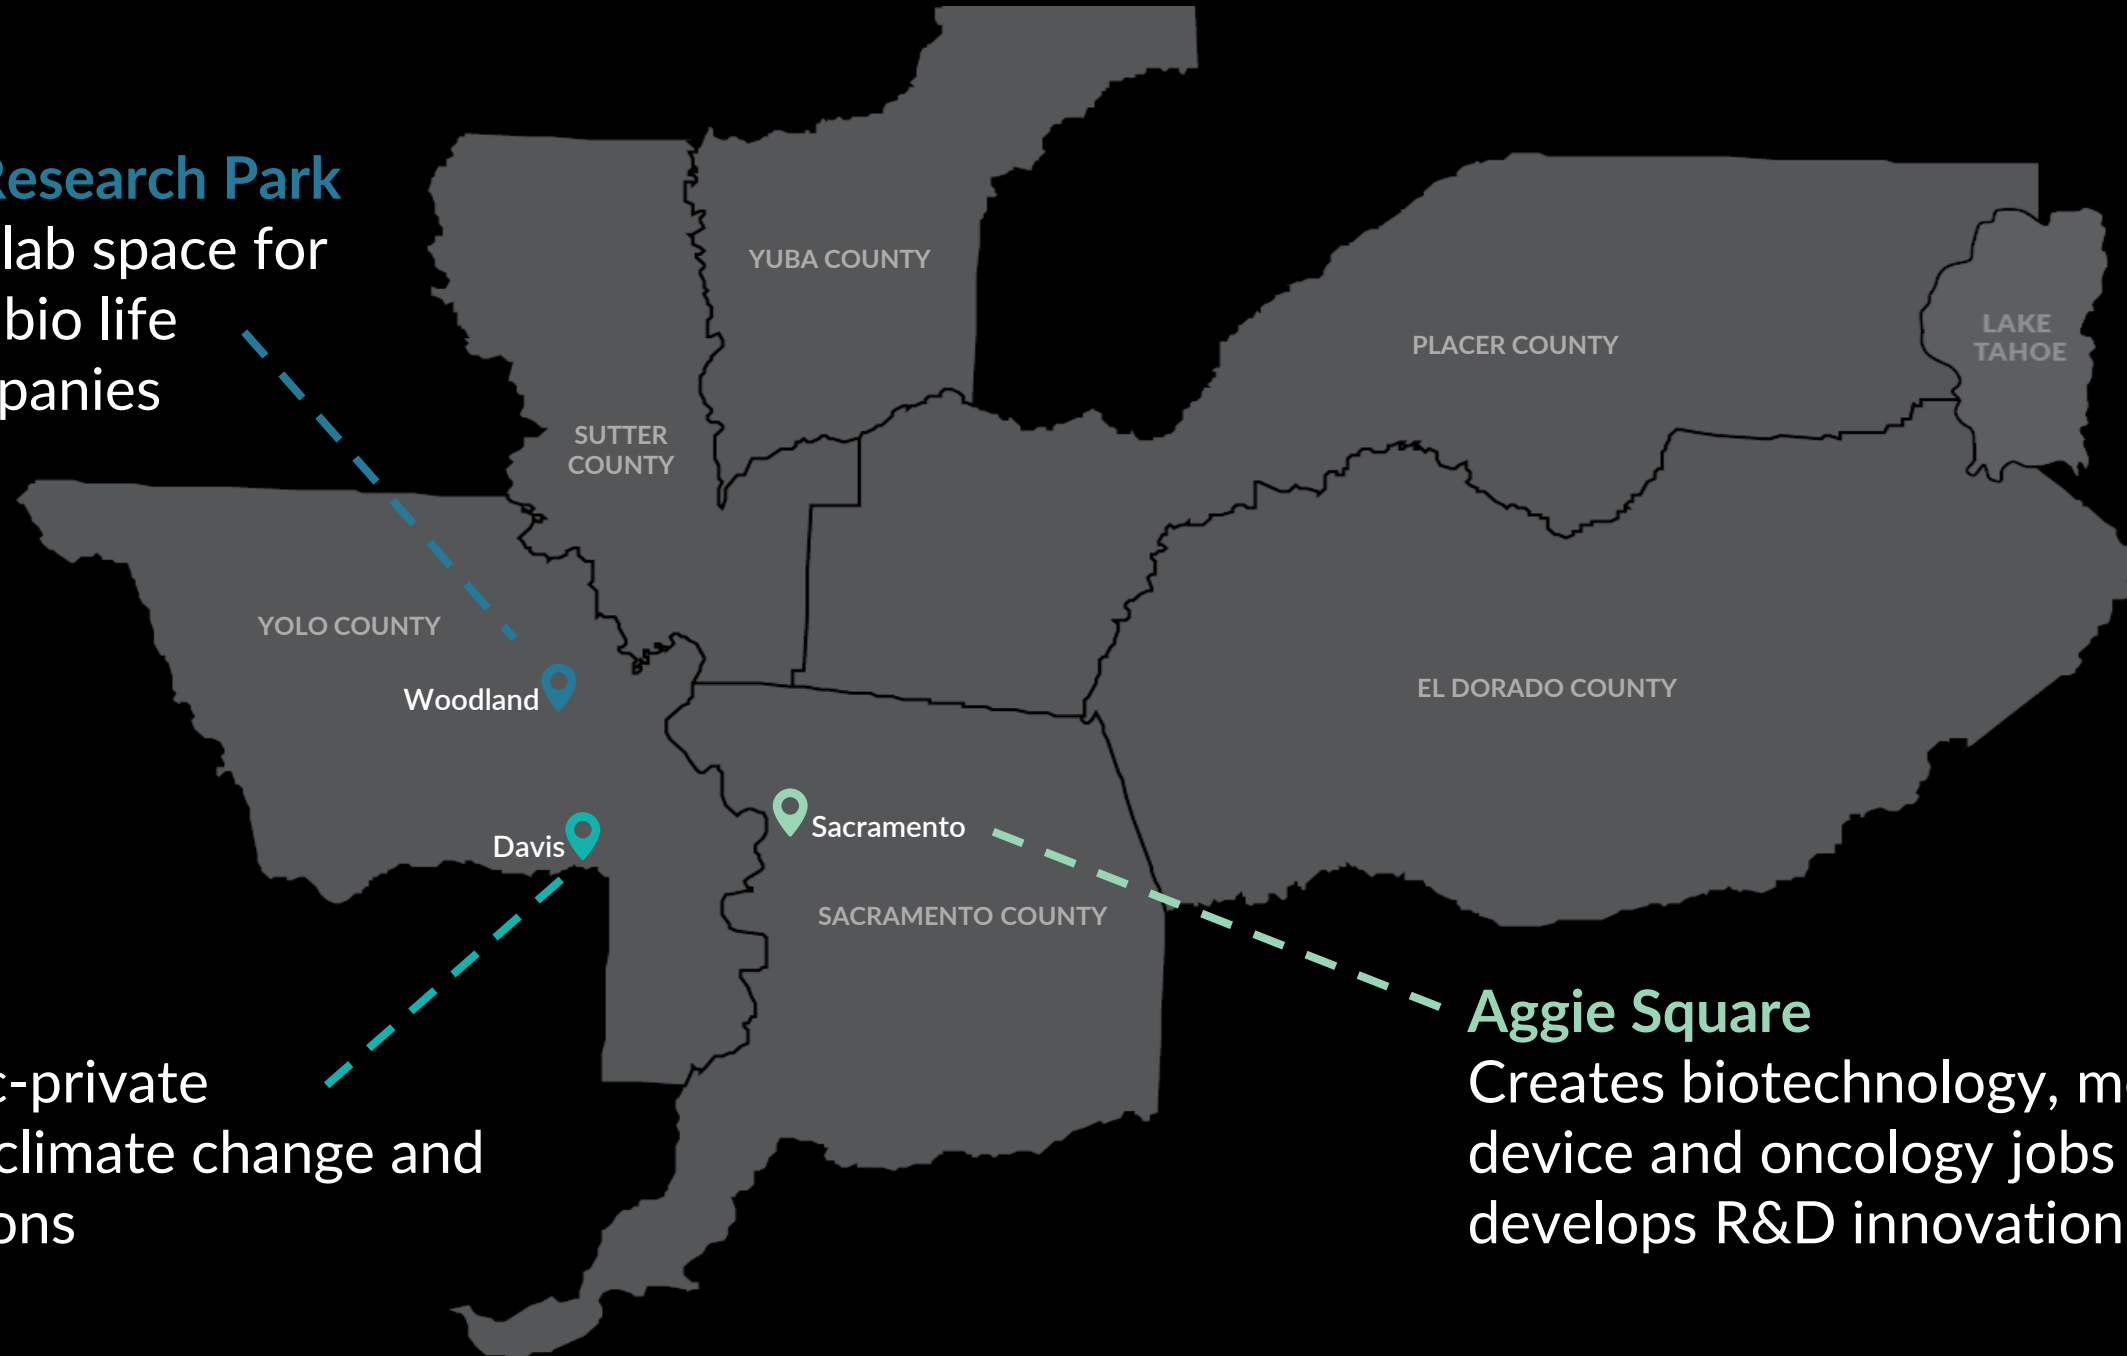 Research Park
lab space for
bio life
panies
YUBA COUNTY
PLACER COUNTY
LAKE
TAHOE
SUTTER
COUNTY
YOLO COUNTY
Woodland
EL DORADO COUNTY
Sacramento
Davis
SACRAMENTO COUNTY
c-private
climate change and
ons
Aggie Square
Creates biotechnology, m
device and oncology jobs
develops R&D innovation